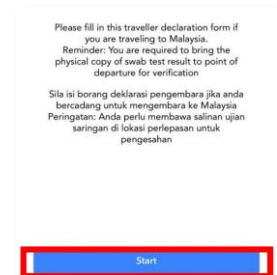 Please fill in this traveller declaration form if
you are traveling to Malaysia.
Reminder: You are required to bring the
physical copy of swab test result to point of
departure for verification
Sila isi borang deklarasi pengembara jika anda
bercadang untuk mengembara ke Malaysia
Peringatan: Anda perlu membawa salinan ujian
saringan di lokasi perlepasan untuk
pengesahan
Start